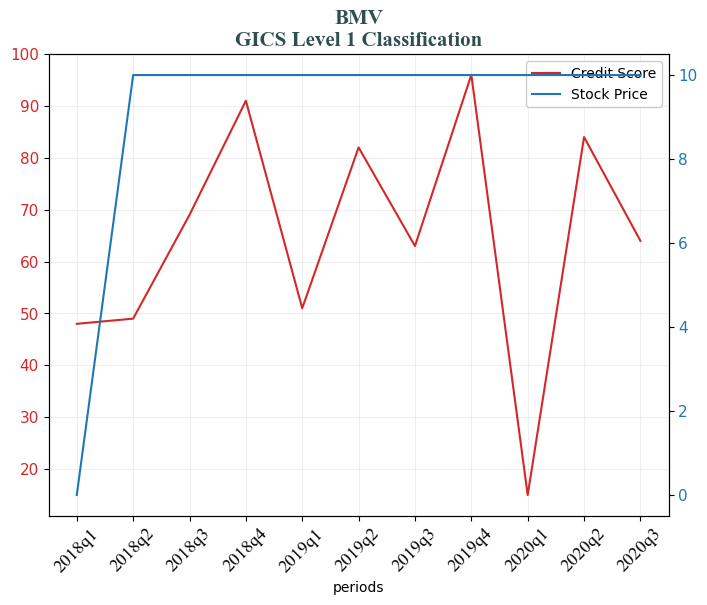 BMV
GICS Level 1 Classification
100
90
80
70
60
50
40
30
20
10
8
6
4
2
0
Credit Score
Stock Price
2018q1
2018q2
2018q3
2018q4
2019q1
2019q2
2019q3
2019q4
2020q1
2020q2
2020q3
periods